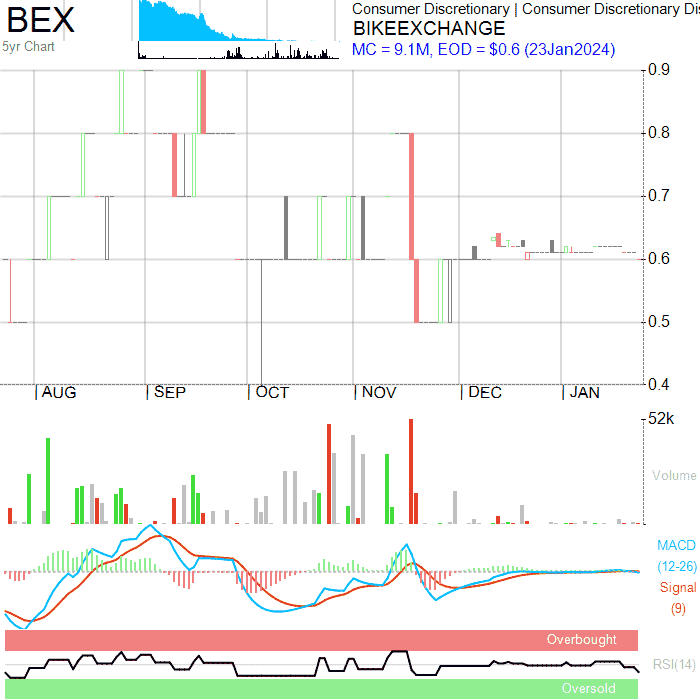 BEX
5yr Chart
Consumer Discretionary | Consumer Discretionary Dis
BIKEEXCHANGE
MC = 9.1M, EOD = $0.6 (23Jan2024)
0.9
0.8
0.7
0.6
0.5
0.4
| AUG | SEP | OCT | NOV | DEC | JAN
52k
Volume
MACD
(12-26)
Signal
(9)
Overbought
RSI(14)
Oversold